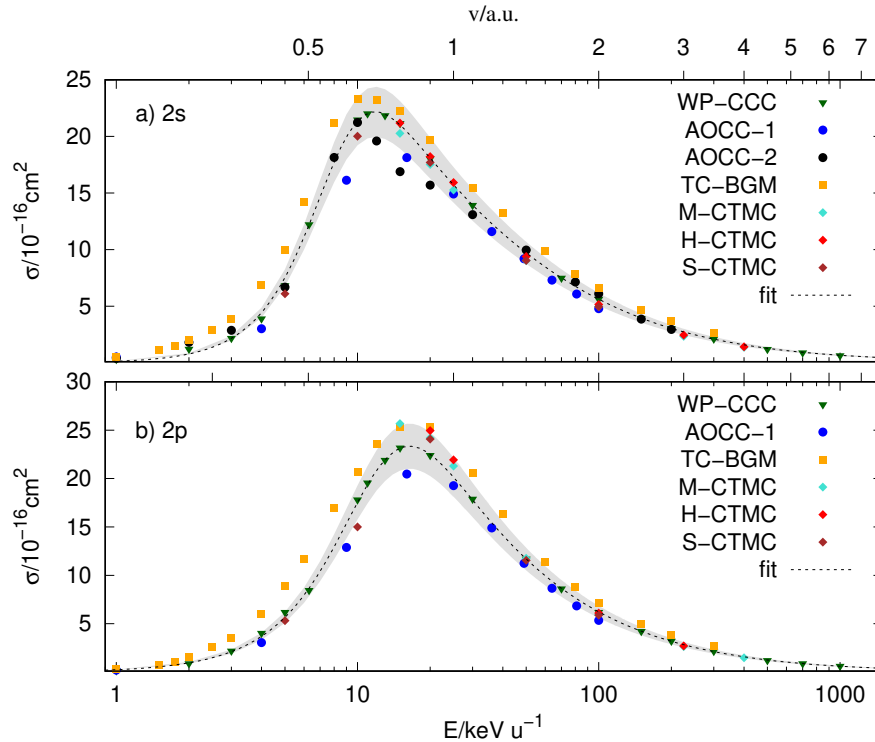 v/a.u.
0.5 1 2 3 4 5 6 7
25
20
15
10
5
σ/10⁻¹⁶cm²
a) 2s
WP−CCC
AOCC−1
AOCC−2
TC−BGM
M−CTMC
H−CTMC
S−CTMC
fit
30
25
20
15
10
5
σ/10⁻¹⁶cm²
b) 2p
WP−CCC
AOCC−1
TC−BGM
M−CTMC
H−CTMC
S−CTMC
fit
1 10 100 1000
E/keV u⁻¹